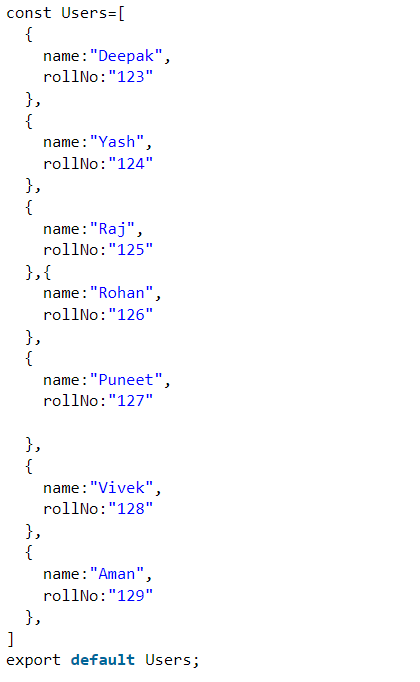 const Users=[
  {
    name:"Deepak",
    rollNo:"123"
  },
  {
    name:"Yash",
    rollNo:"124"
  },
  {
    name:"Raj",
    rollNo:"125"
  },{
    name:"Rohan",
    rollNo:"126"
  },
  {
    name:"Puneet",
    rollNo:"127"

  },
  {
    name:"Vivek",
    rollNo:"128"
  },
  {
    name:"Aman",
    rollNo:"129"
  },
]
export default Users;